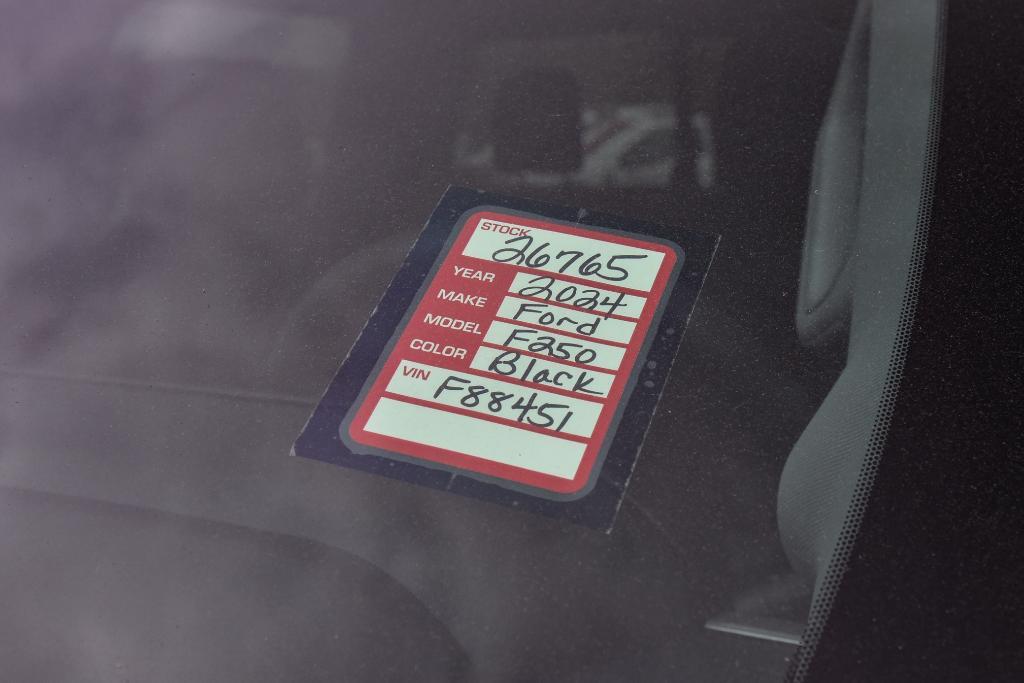 STOCK 26765
YEAR 2024
MAKE Ford
MODEL F250
COLOR Black
VIN F88451